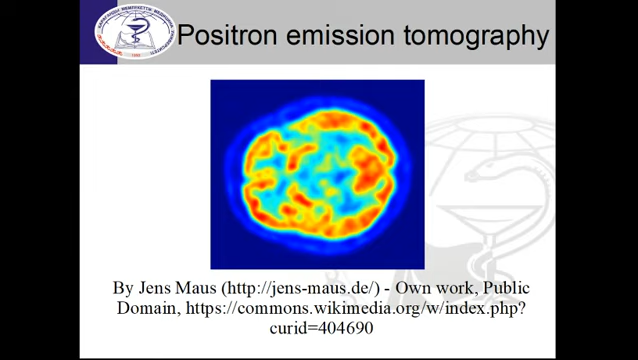 Positron emission tomography
By Jens Maus (http://jens-maus.de/) - Own work, Public
Domain, https://commons.wikimedia.org/w/index.php?
curid=404690